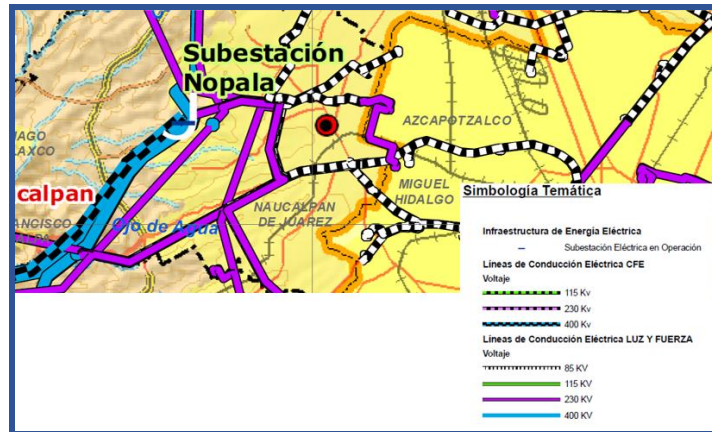 Subestación
Nopala
AZCAPOTZALCO
calpan
NAUCALPAN
DE JUÁREZ
MIGUEL
HIDALGO
Ojo de Agua
Simbología Temática
Infraestructura de Energía Eléctrica
Subestación Eléctrica en Operación
Líneas de Conducción Eléctrica CFE
Voltaje
115 Kv
230 Kv
400 Kv
Líneas de Conducción Eléctrica LUZ Y FUERZA
Voltaje
85 KV
115 KV
230 KV
400 KV